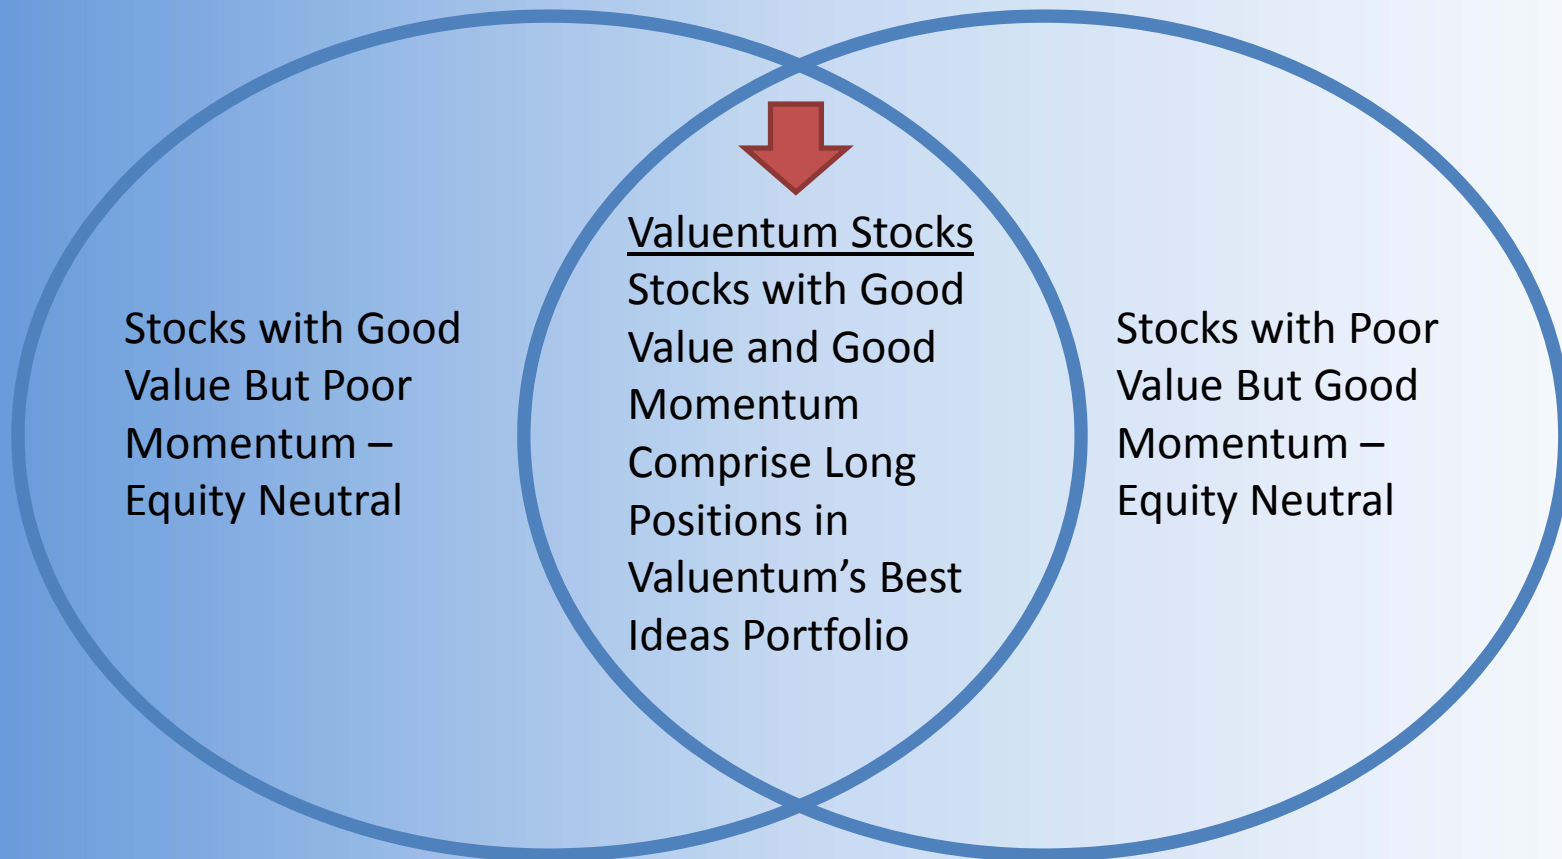 Stocks with Good
Value But Poor
Momentum –
Equity Neutral
Valuentum Stocks
Stocks with Good
Value and Good
Momentum
Comprise Long
Positions in
Valuentum’s Best
Ideas Portfolio
Stocks with Poor
Value But Good
Momentum –
Equity Neutral